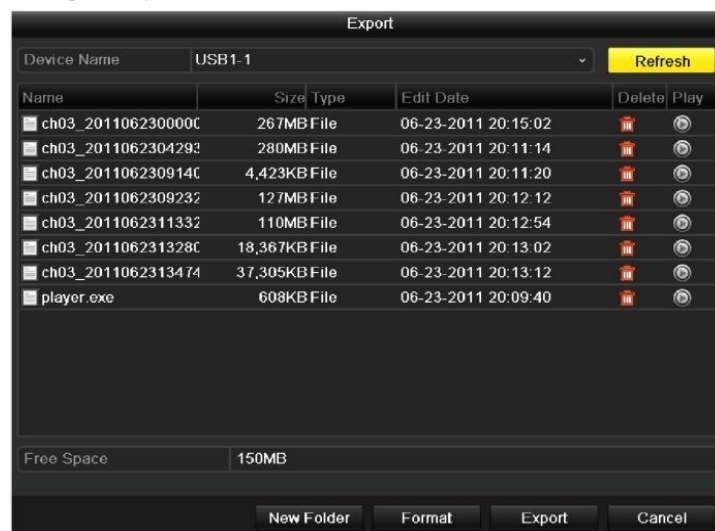 Export
Device Name USB1-1 Refresh
Name Size Type Edit Date Delete Play
ch03_2011062300000 267MB File 06-23-2011 20:15:02
ch03_2011062304293 280MB File 06-23-2011 20:11:14
ch03_2011062309140 4,423KB File 06-23-2011 20:11:20
ch03_2011062309232 127MB File 06-23-2011 20:12:12
ch03_2011062311332 110MB File 06-23-2011 20:12:54
ch03_2011062313280 18,367KB File 06-23-2011 20:13:02
ch03_2011062313474 37,305KB File 06-23-2011 20:13:12
player.exe 608KB File 06-23-2011 20:09:40
Free Space 150MB
New Folder Format Export Cancel